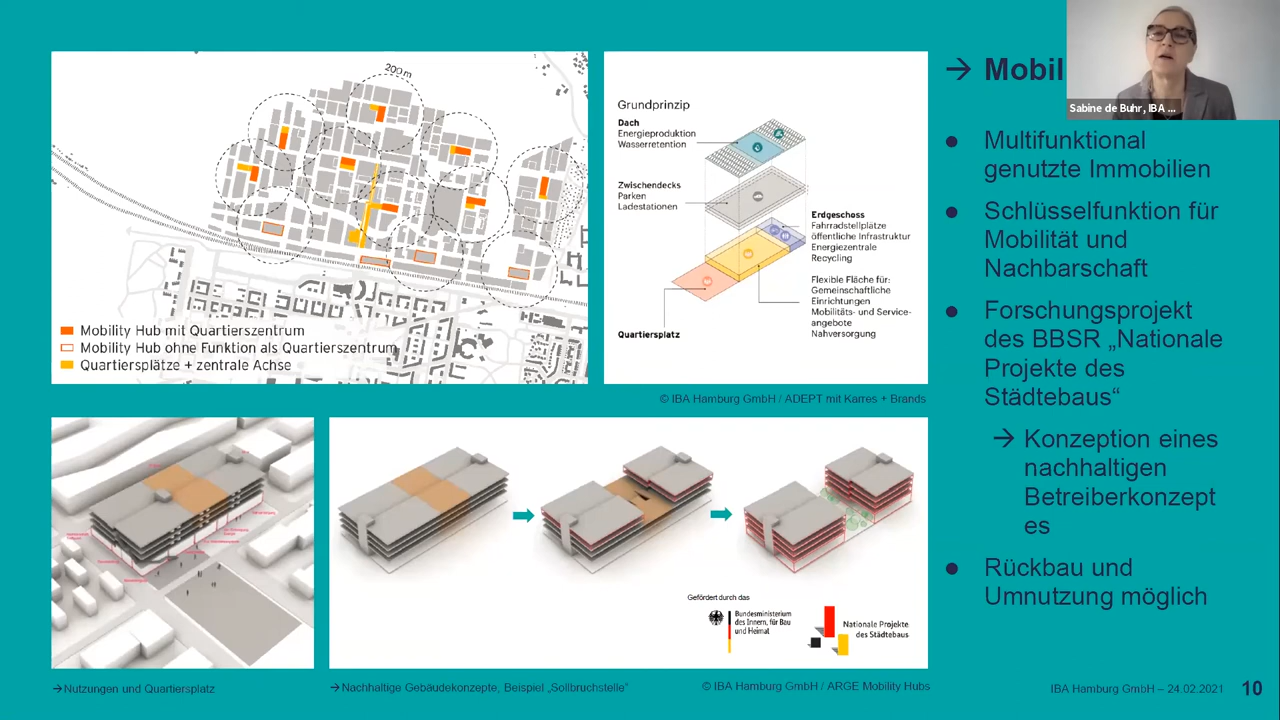 → Mobil
Sabine de Buhr, IBA ...
200 m
Mobility Hub mit Quartierszentrum
Mobility Hub ohne Funktion als Quartierszentrum
Quartiersplätze + zentrale Achse
Grundprinzip
Dach
Energieproduktion
Wasserretention
Zwischendecks
Parken
Ladestationen
Erdgeschoss
Fahrradstellplätze
öffentliche Infrastruktur
Energiezentrale
Recycling
Flexible Fläche für:
Gemeinschaftliche
Einrichtungen
Mobilitäts- und Service-
angebote
Nahversorgung
Quartiersplatz
© IBA Hamburg GmbH / ADEPT mit Karres + Brands
● Multifunktional
genutzte Immobilien
● Schlüsselfunktion für
Mobilität und
Nachbarschaft
● Forschungsprojekt
des BBSR „Nationale
Projekte des
Städtebaus“
→ Konzeption eines
nachhaltigen
Betreiberkonzept
es
● Rückbau und
Umnutzung möglich
Gefördert durch das
Bundesministerium
des Innern, für Bau
und Heimat
Nationale Projekte
des Städtebaus
→Nutzungen und Quartiersplatz
→Nachhaltige Gebäudekonzepte, Beispiel „Sollbruchstelle“
© IBA Hamburg GmbH / ARGE Mobility Hubs
IBA Hamburg GmbH – 24.02.2021
10